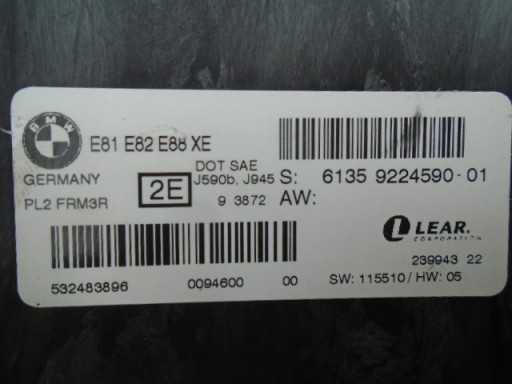 BMW
E81 E82 E88 XE
GERMANY
PL2 FRM3R
2E
DOT SAE
J590b, J945
9 3872
S: 6135 9224590-01
AW:
LEAR.
CORPORATION
239943 22
532483896 0094600 00
SW: 115510/ HW: 05